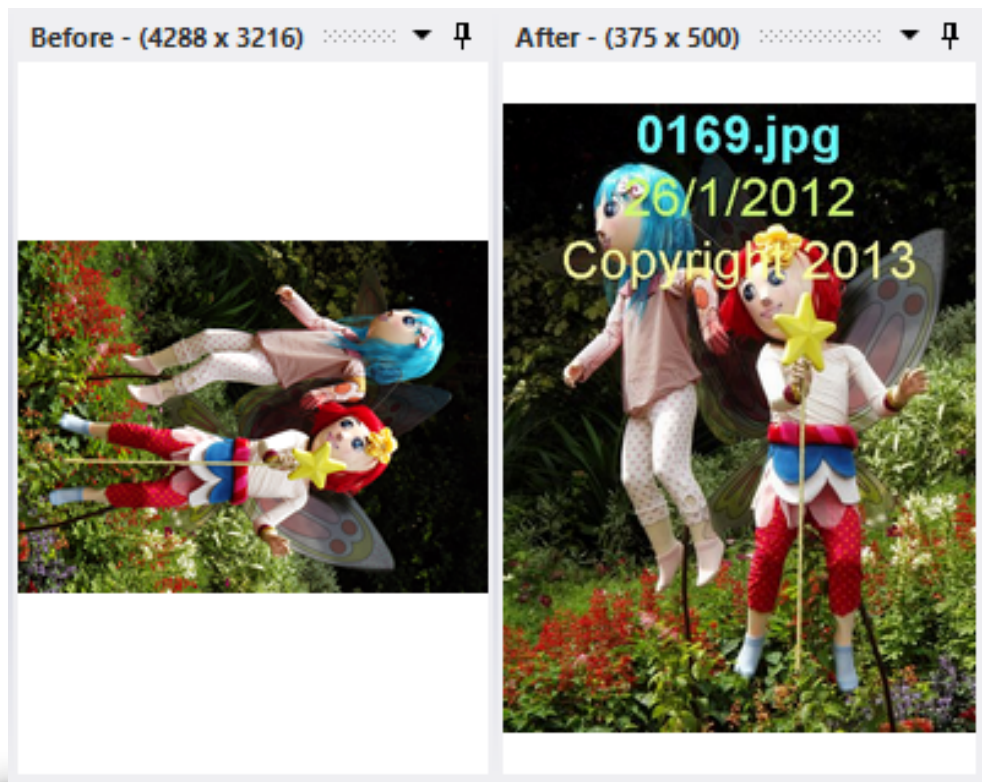 Before - (4288 x 3216)
After - (375 x 500)
0169.jpg
26/1/2012
Copyright 2013